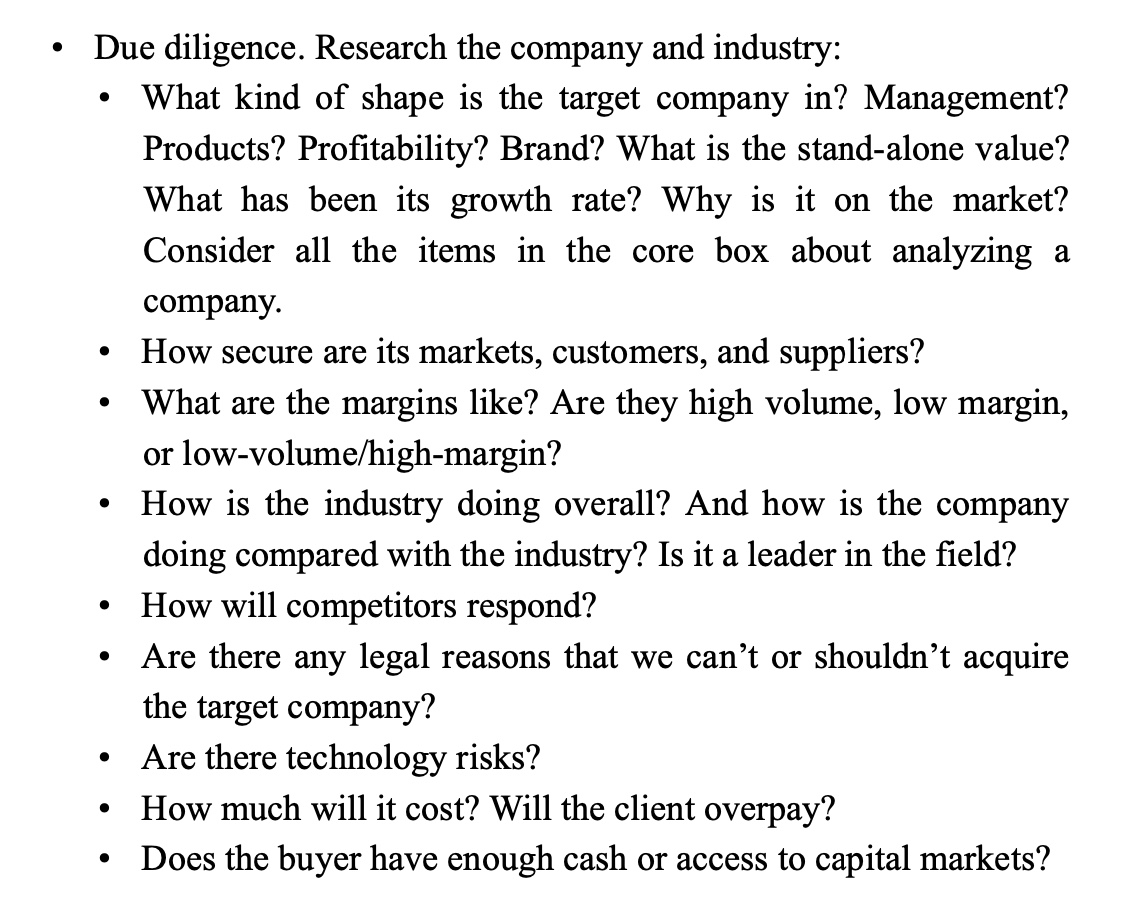 • Due diligence. Research the company and industry:
• What kind of shape is the target company in? Management?
Products? Profitability? Brand? What is the stand-alone value?
What has been its growth rate? Why is it on the market?
Consider all the items in the core box about analyzing a
company.
• How secure are its markets, customers, and suppliers?
• What are the margins like? Are they high volume, low margin,
or low-volume/high-margin?
• How is the industry doing overall? And how is the company
doing compared with the industry? Is it a leader in the field?
• How will competitors respond?
• Are there any legal reasons that we can’t or shouldn’t acquire
the target company?
• Are there technology risks?
• How much will it cost? Will the client overpay?
• Does the buyer have enough cash or access to capital markets?